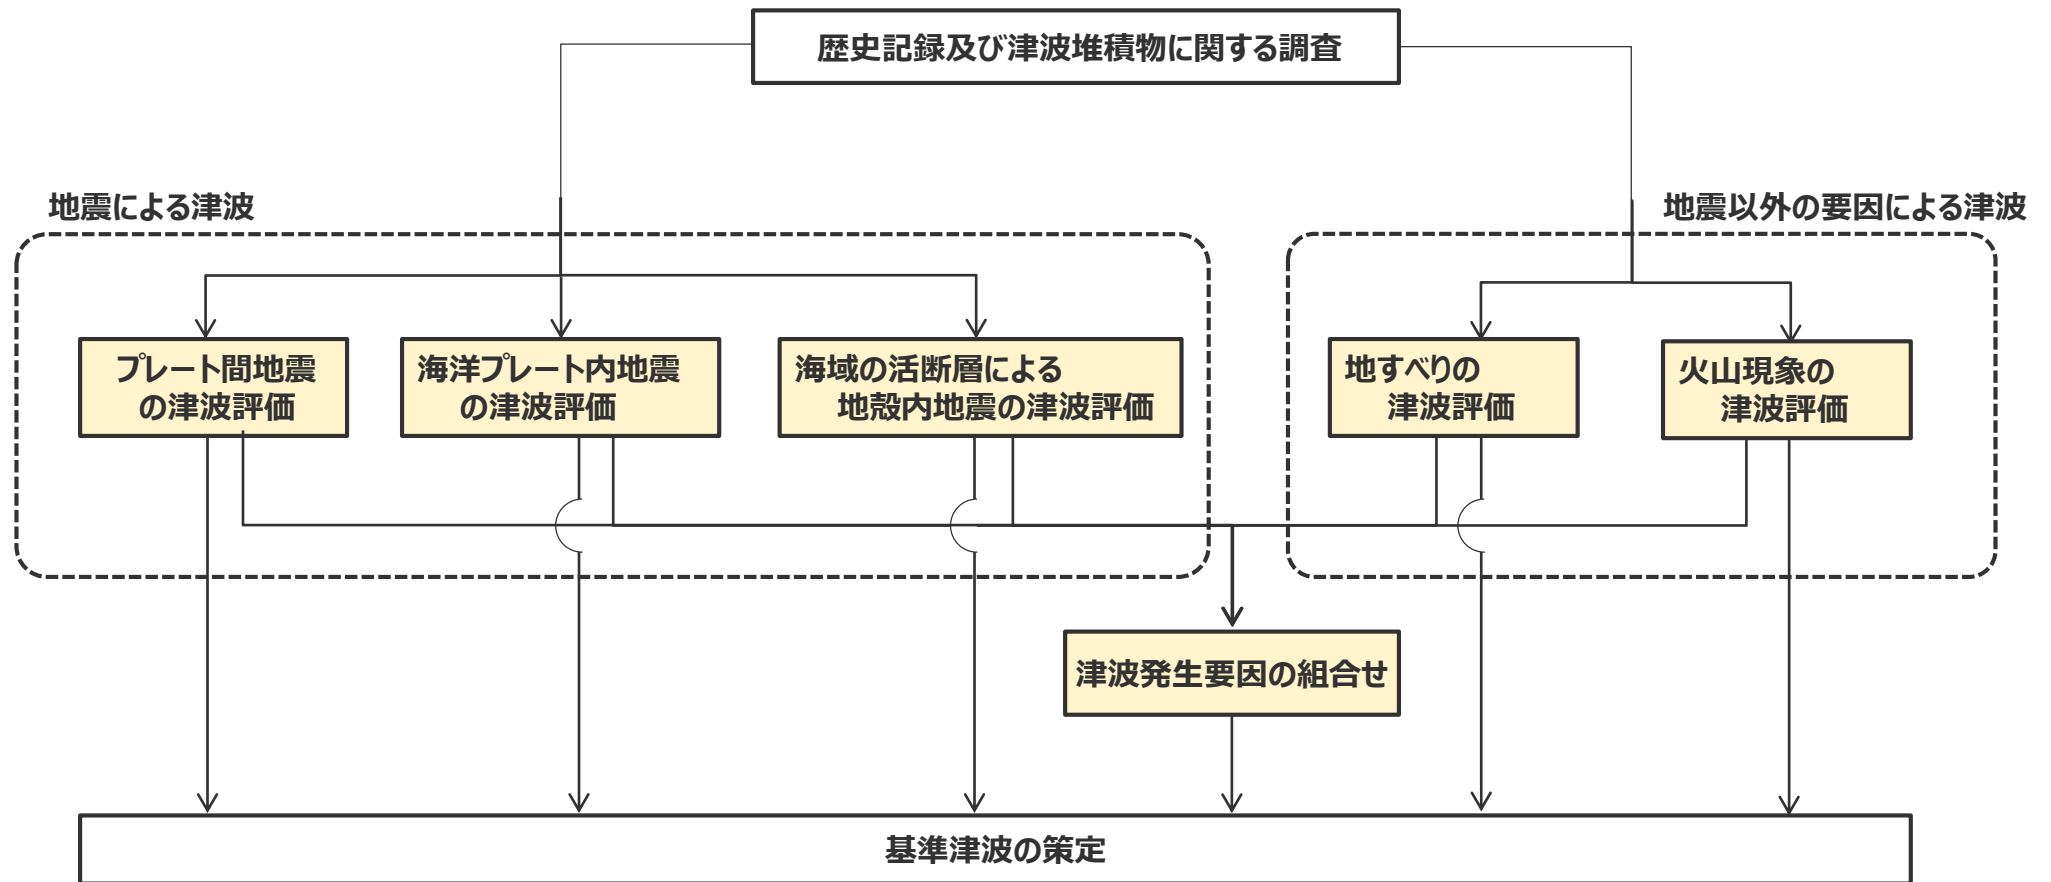 歴史記録及び津波堆積物に関する調査
地震による津波
地震以外の要因による津波
プレート間地震
の津波評価
海洋プレート内地震
の津波評価
海域の活断層による
地殻内地震の津波評価
地すべりの
津波評価
火山現象の
津波評価
津波発生要因の組合せ
基準津波の策定